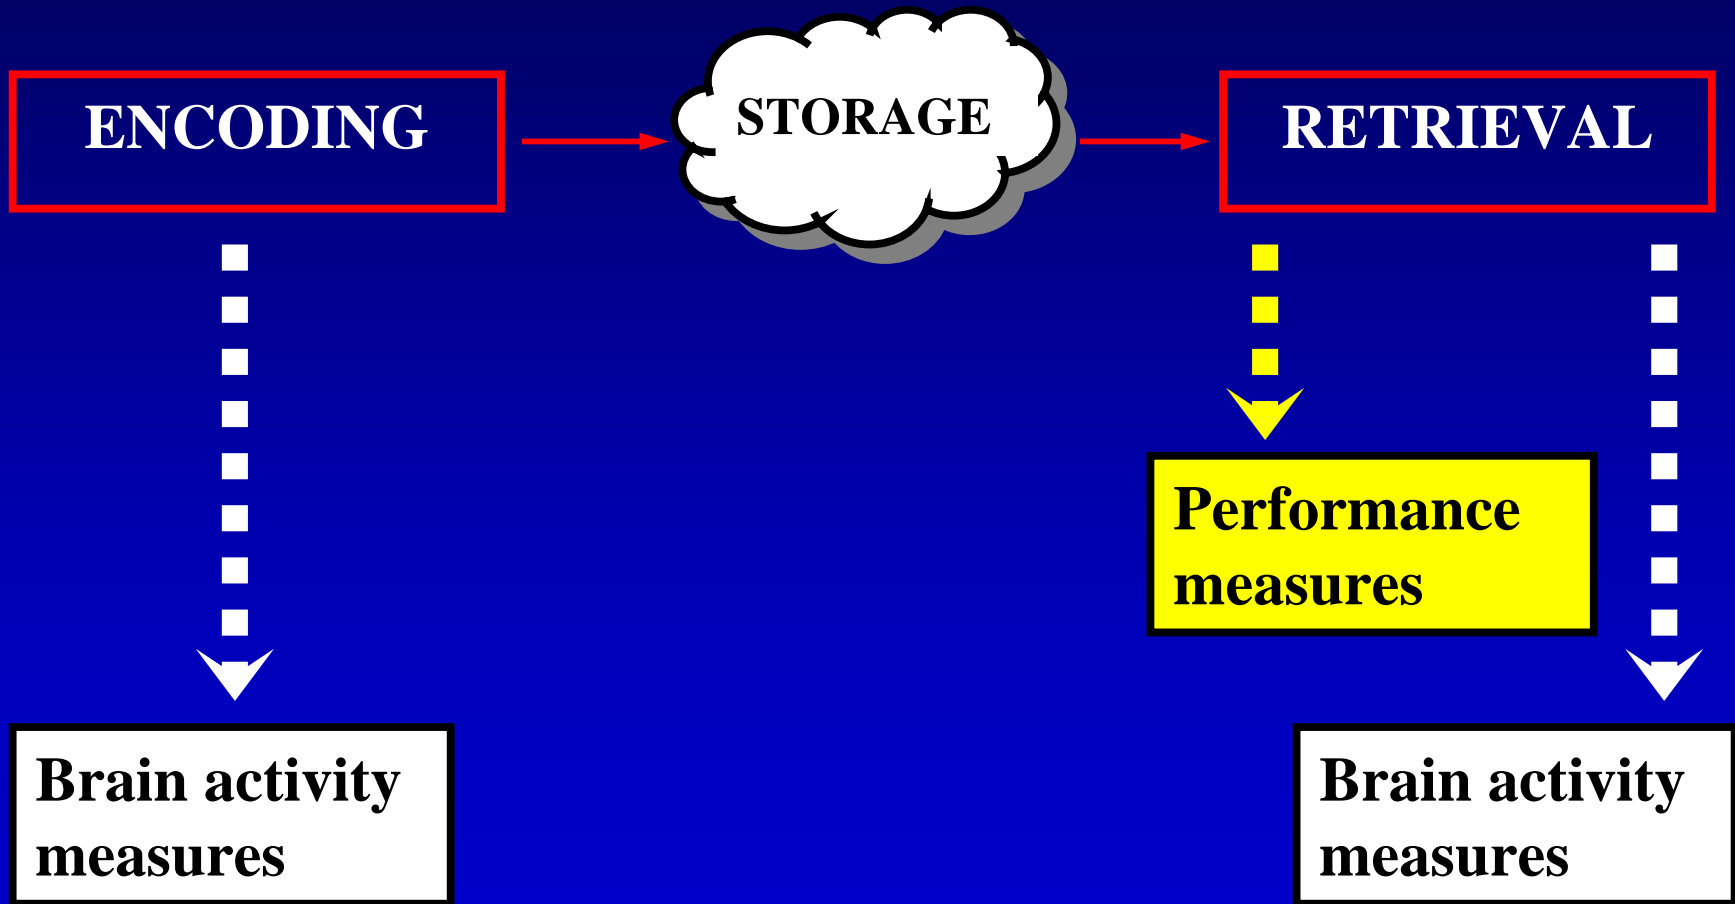 ENCODING
STORAGE
RETRIEVAL
Performance
measures
Brain activity
measures
Brain activity
measures